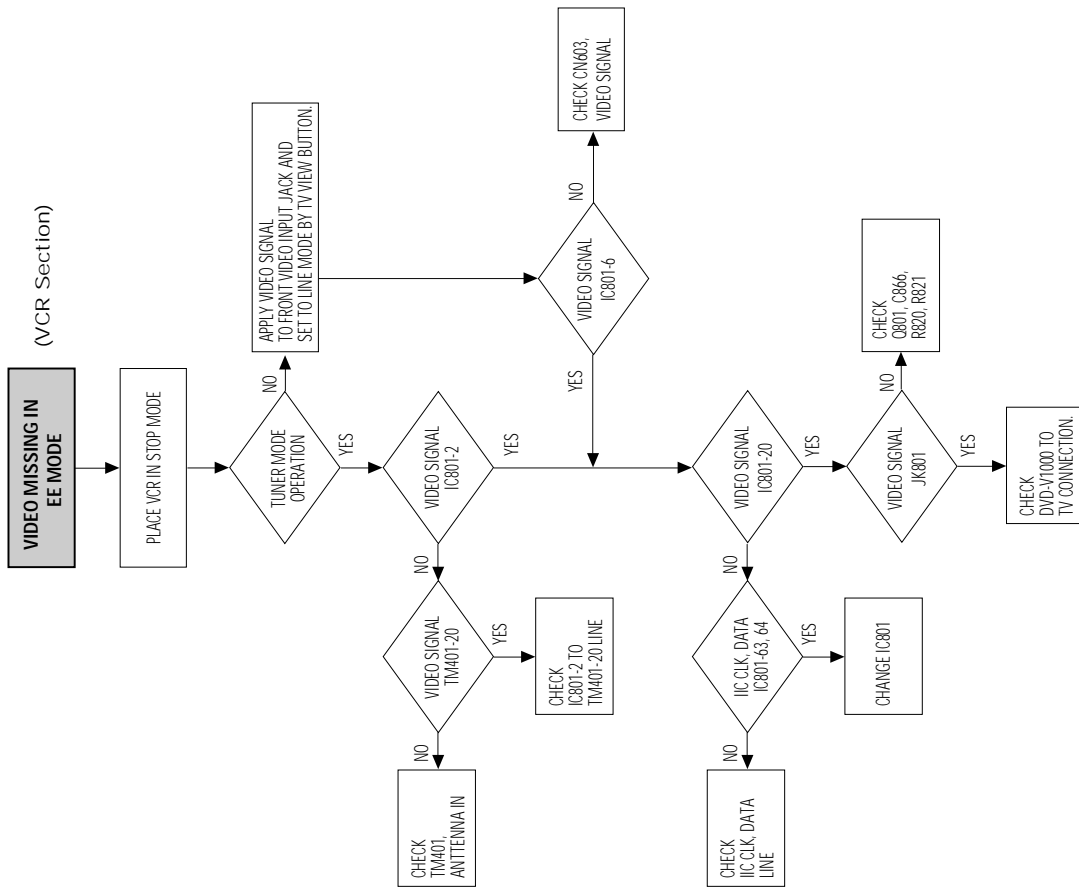 VIDEO MISSING IN
EE MODE
(VCR Section)
PLACE VCR IN STOP MODE
TUNER MODE
OPERATION
NO
YES
APPLY VIDEO SIGNAL
TO FRONT VIDEO INPUT JACK AND
SET TO LINE MODE BY TV VIEW BUTTON.
VIDEO SIGNAL
IC801-6
NO
YES
CHECK CN603,
VIDEO SIGNAL
VIDEO SIGNAL
IC801-2
NO
YES
VIDEO SIGNAL
TM401-20
NO
YES
CHECK
TM401,
ANTTENNA IN
CHECK
IC801-2 TO
TM401-20 LINE
VIDEO SIGNAL
IC801-20
NO
YES
IIC CLK, DATA
IC801-63, 64
NO
YES
CHECK
IIC CLK, DATA
LINE
CHANGE IC801
VIDEO SIGNAL
JK801
NO
YES
CHECK
Q801, C866,
R820, R821
CHECK
DVD-V1000 TO
TV CONNECTION.